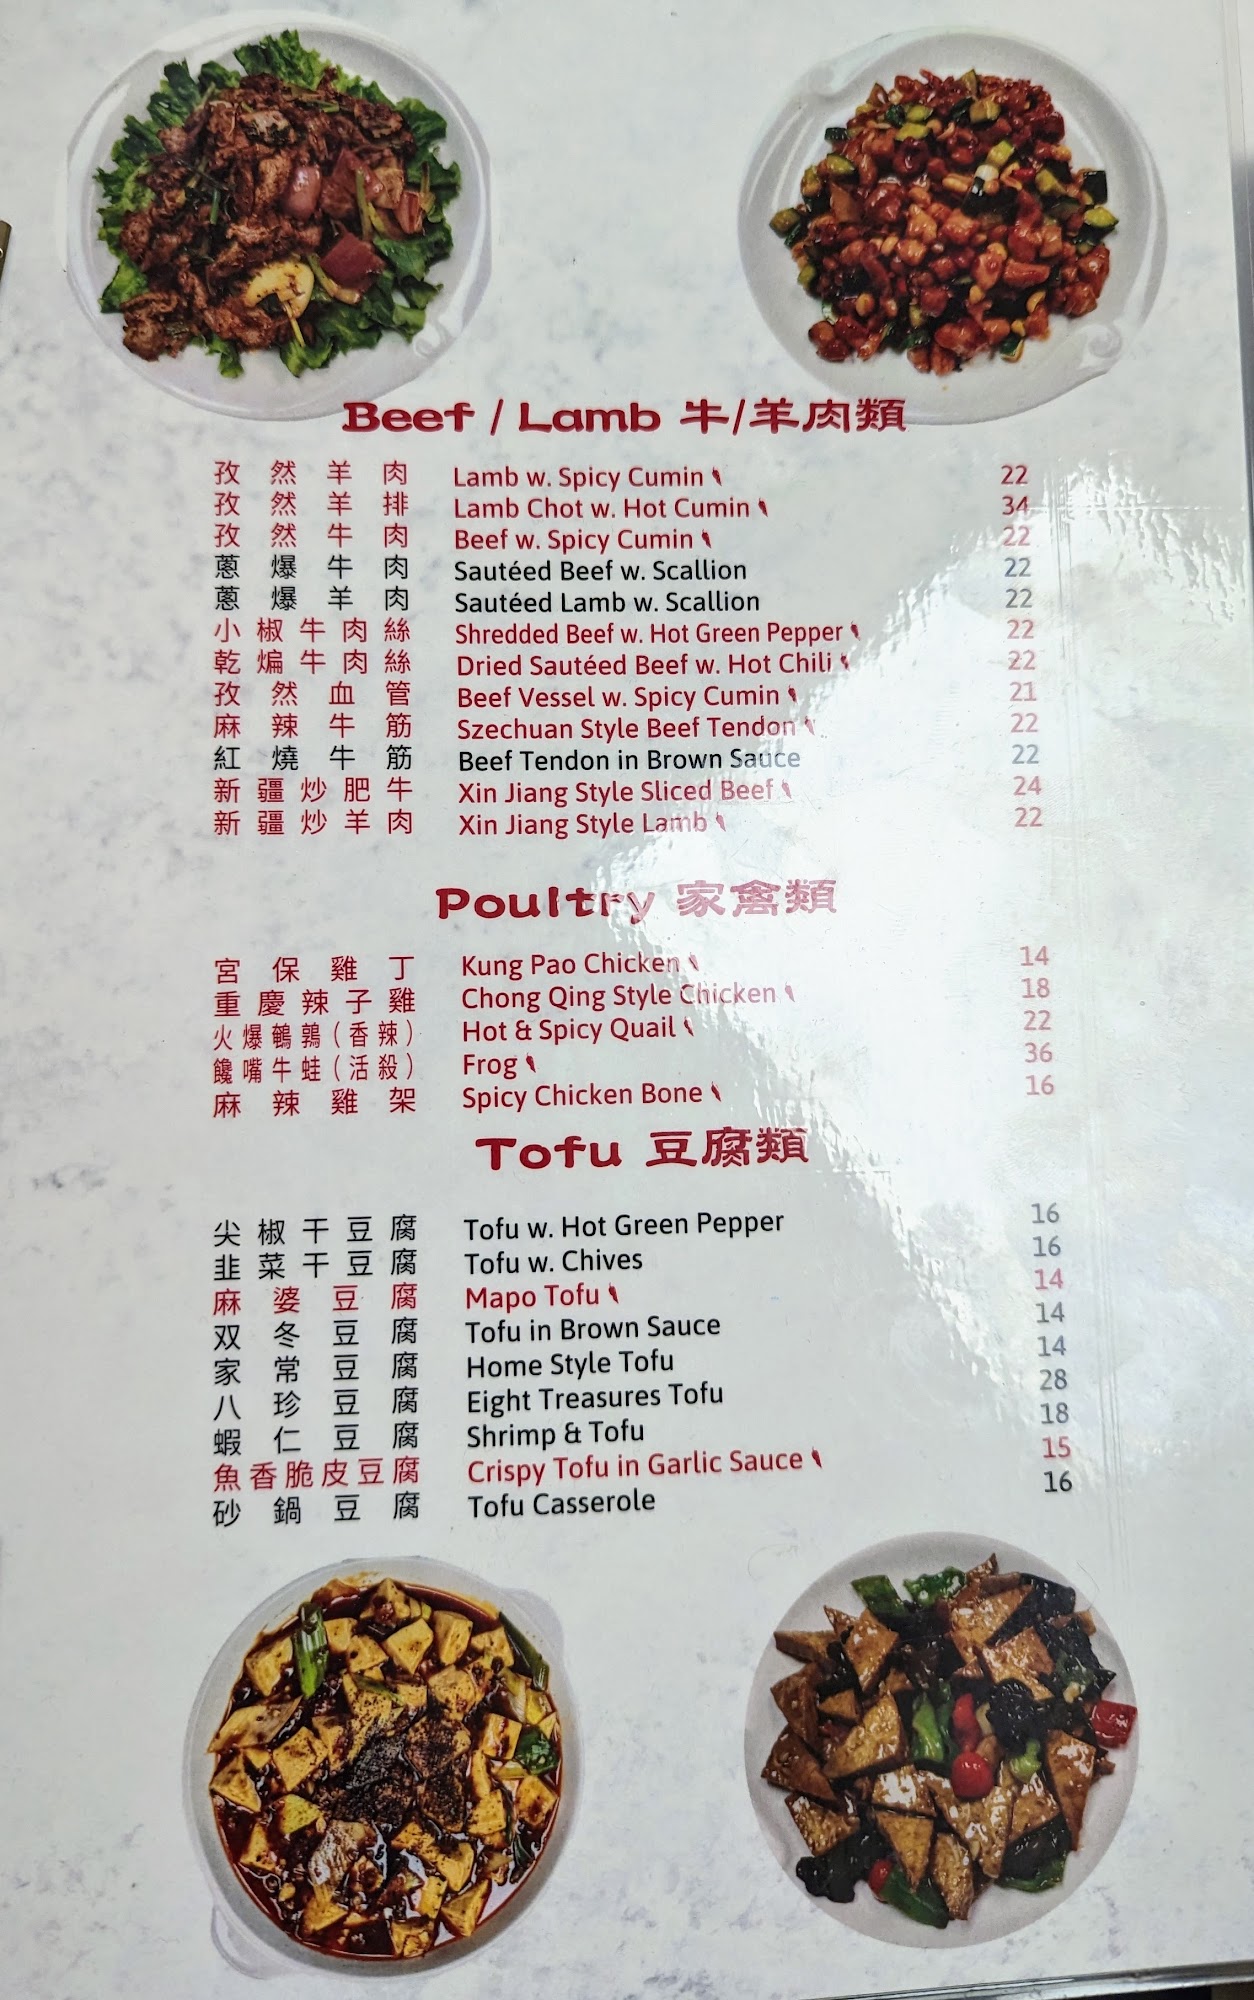 Beef / Lamb 牛/羊肉類
孜然羊肉 Lamb w. Spicy Cumin 22
孜然羊排 Lamb Chot w. Hot Cumin 34
孜然牛肉 Beef w. Spicy Cumin 22
蔥爆牛肉 Sautéed Beef w. Scallion 22
蔥爆羊肉 Sautéed Lamb w. Scallion 22
小椒牛肉絲 Shredded Beef w. Hot Green Pepper 22
乾煸牛肉絲 Dried Sautéed Beef w. Hot Chili 22
孜然血管 Beef Vessel w. Spicy Cumin 21
麻辣牛筋 Szechuan Style Beef Tendon 22
紅燒牛筋 Beef Tendon in Brown Sauce 22
新疆炒肥牛 Xin Jiang Style Sliced Beef 24
新疆炒羊肉 Xin Jiang Style Lamb 22
Poultry 家禽類
宮保雞丁 Kung Pao Chicken 14
重慶辣子雞 Chong Qing Style Chicken 18
火爆鵪鶉(香辣) Hot & Spicy Quail 22
饞嘴牛蛙(活殺) Frog 36
麻辣雞架 Spicy Chicken Bone 16
Tofu 豆腐類
尖椒干豆腐 Tofu w. Hot Green Pepper 16
韭菜干豆腐 Tofu w. Chives 16
麻婆豆腐 Mapo Tofu 14
双冬豆腐 Tofu in Brown Sauce 14
家常豆腐 Home Style Tofu 14
八珍豆腐 Eight Treasures Tofu 28
蝦仁豆腐 Shrimp & Tofu 18
魚香脆皮豆腐 Crispy Tofu in Garlic Sauce 15
砂鍋豆腐 Tofu Casserole 16